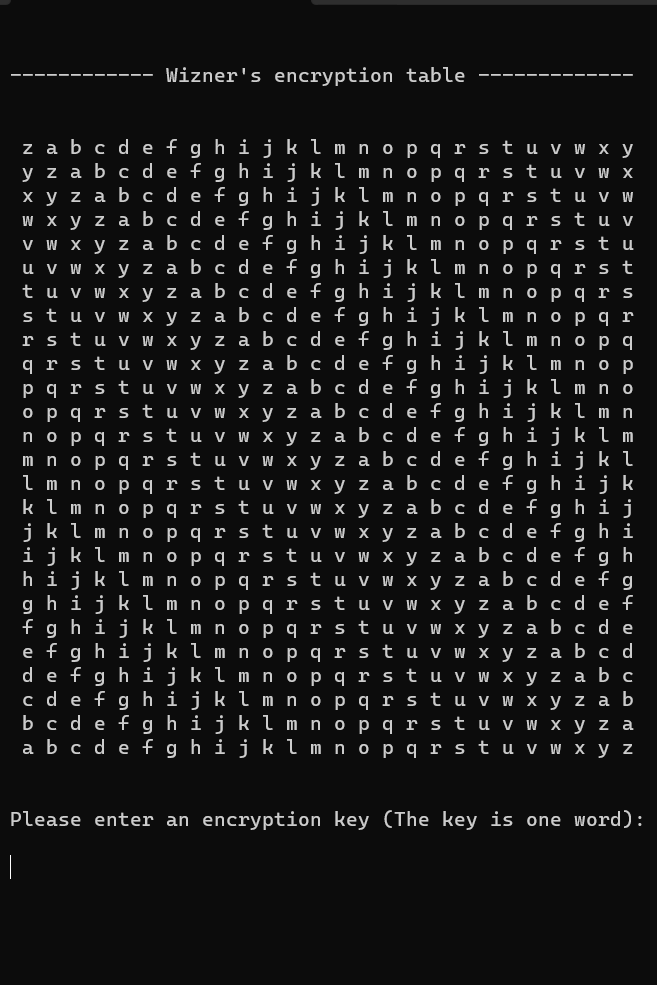 ------------ Wizner's encryption table -------------
z a b c d e f g h i j k l m n o p q r s t u v w x y
y z a b c d e f g h i j k l m n o p q r s t u v w x
x y z a b c d e f g h i j k l m n o p q r s t u v w
w x y z a b c d e f g h i j k l m n o p q r s t u v
v w x y z a b c d e f g h i j k l m n o p q r s t u
u v w x y z a b c d e f g h i j k l m n o p q r s t
t u v w x y z a b c d e f g h i j k l m n o p q r s
s t u v w x y z a b c d e f g h i j k l m n o p q r
r s t u v w x y z a b c d e f g h i j k l m n o p q
q r s t u v w x y z a b c d e f g h i j k l m n o p
p q r s t u v w x y z a b c d e f g h i j k l m n o
o p q r s t u v w x y z a b c d e f g h i j k l m n
n o p q r s t u v w x y z a b c d e f g h i j k l m
m n o p q r s t u v w x y z a b c d e f g h i j k l
l m n o p q r s t u v w x y z a b c d e f g h i j k
k l m n o p q r s t u v w x y z a b c d e f g h i j
j k l m n o p q r s t u v w x y z a b c d e f g h i
i j k l m n o p q r s t u v w x y z a b c d e f g h
h i j k l m n o p q r s t u v w x y z a b c d e f g
g h i j k l m n o p q r s t u v w x y z a b c d e f
f g h i j k l m n o p q r s t u v w x y z a b c d e
e f g h i j k l m n o p q r s t u v w x y z a b c d
d e f g h i j k l m n o p q r s t u v w x y z a b c
c d e f g h i j k l m n o p q r s t u v w x y z a b
b c d e f g h i j k l m n o p q r s t u v w x y z a
a b c d e f g h i j k l m n o p q r s t u v w x y z
Please enter an encryption key (The key is one word):